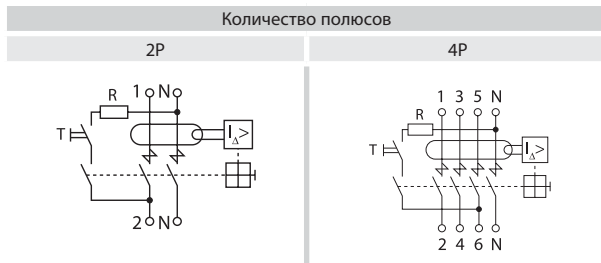 Количество полюсов
2P 4P
1 N
R
T
I Δ >
2 N
1 3 5 N
R
T
I Δ >
2 4 6 N